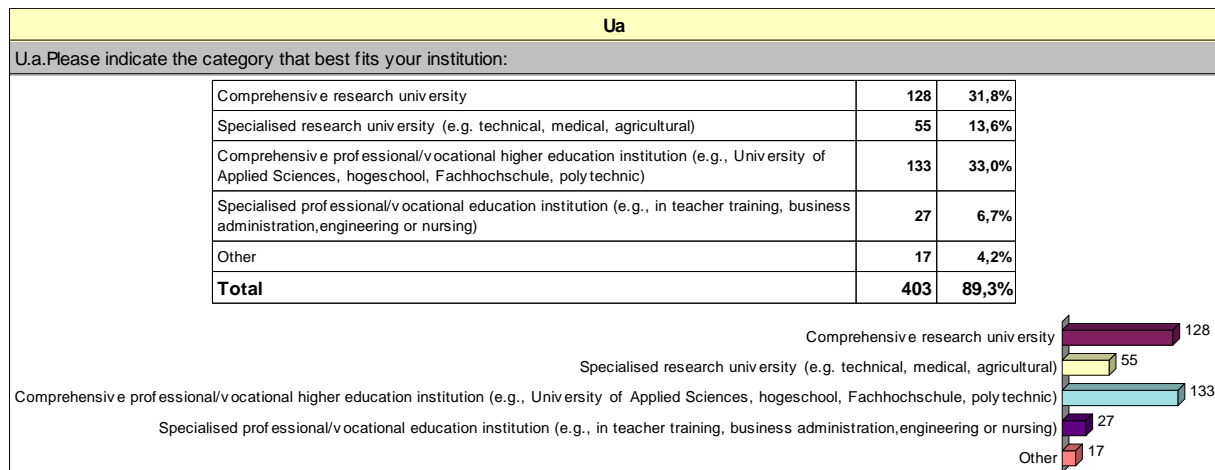 Ua
U.a.Please indicate the category that best fits your institution:
Comprehensive research university 128 31,8%
Specialised research university (e.g. technical, medical, agricultural) 55 13,6%
Comprehensive professional/vocational higher education institution (e.g., University of
Applied Sciences, hogeschool, Fachhochschule, polytechnic) 133 33,0%
Specialised professional/vocational education institution (e.g., in teacher training, business
administration,engineering or nursing) 27 6,7%
Other 17 4,2%
Total 403 89,3%
Comprehensive research university 128
Specialised research university (e.g. technical, medical, agricultural) 55
Comprehensive professional/vocational higher education institution (e.g., University of Applied Sciences, hogeschool, Fachhochschule, polytechnic) 133
Specialised professional/vocational education institution (e.g., in teacher training, business administration,engineering or nursing) 27
Other 17